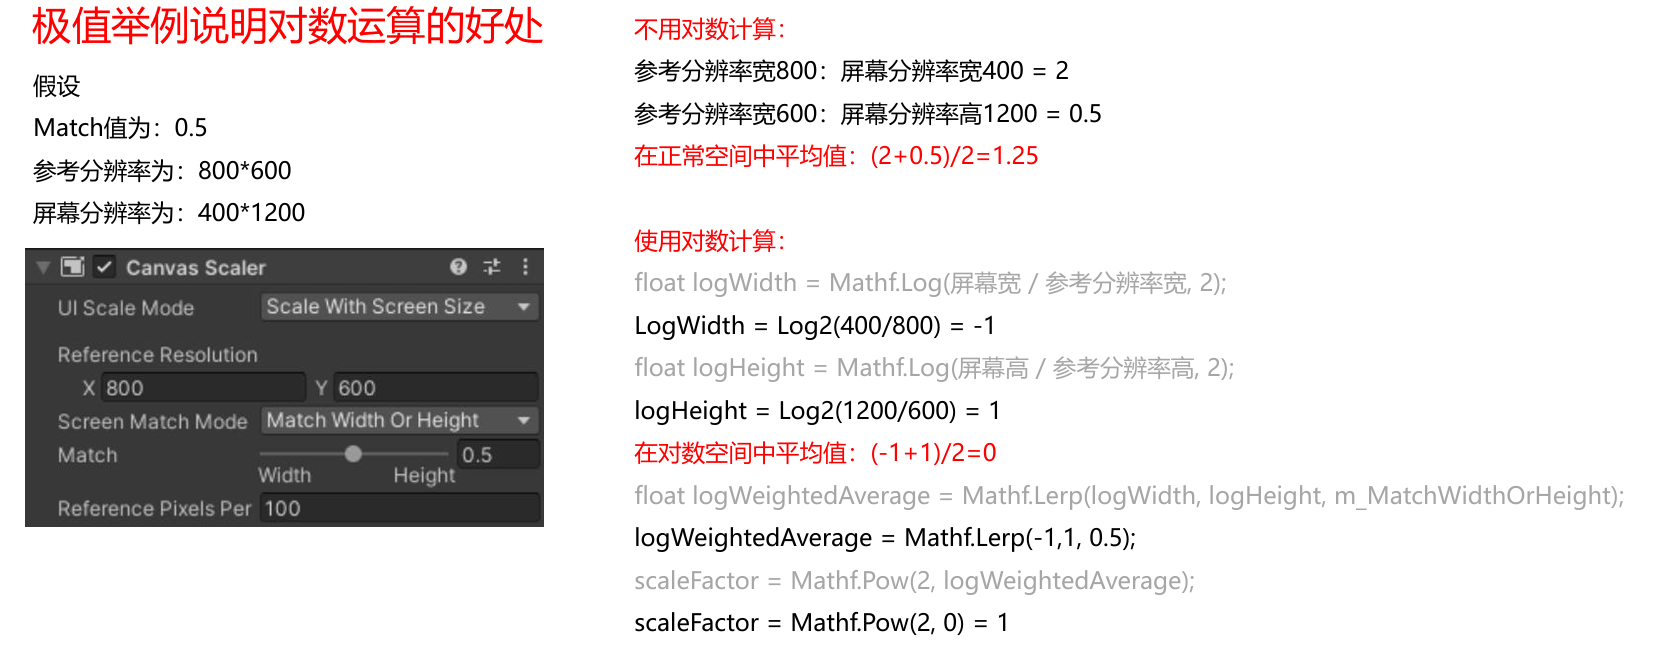 极值举例说明对数运算的好处
假设
Match值为：0.5
参考分辨率为：800*600
屏幕分辨率为：400*1200
Canvas Scaler
UI Scale Mode
Scale With Screen Size
Reference Resolution
X 800 Y 600
Screen Match Mode
Match Width Or Height
Match
0.5
Width Height
Reference Pixels Per 100
不用对数计算：
参考分辨率宽800：屏幕分辨率宽400 = 2
参考分辨率宽600：屏幕分辨率高1200 = 0.5
在正常空间中平均值：(2+0.5)/2=1.25
使用对数计算：
float logWidth = Mathf.Log(屏幕宽 / 参考分辨率宽, 2);
LogWidth = Log2(400/800) = -1
float logHeight = Mathf.Log(屏幕高 / 参考分辨率高, 2);
logHeight = Log2(1200/600) = 1
在对数空间中平均值：(-1+1)/2=0
float logWeightedAverage = Mathf.Lerp(logWidth, logHeight, m_MatchWidthOrHeight);
logWeightedAverage = Mathf.Lerp(-1,1, 0.5);
scaleFactor = Mathf.Pow(2, logWeightedAverage);
scaleFactor = Mathf.Pow(2, 0) = 1